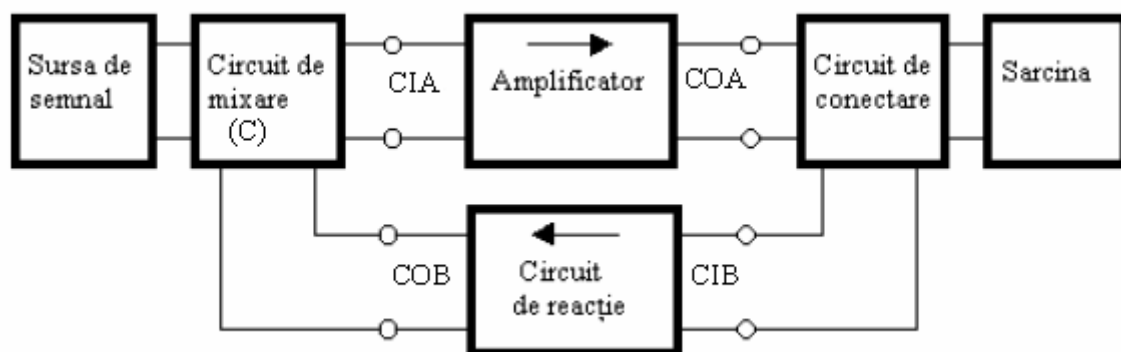 Sursa de
semnal
Circuit de
mixare
(C)
CIA
Amplificator
COA
Circuit de
conectare
Sarcina
COB
Circuit
de reacție
CIB